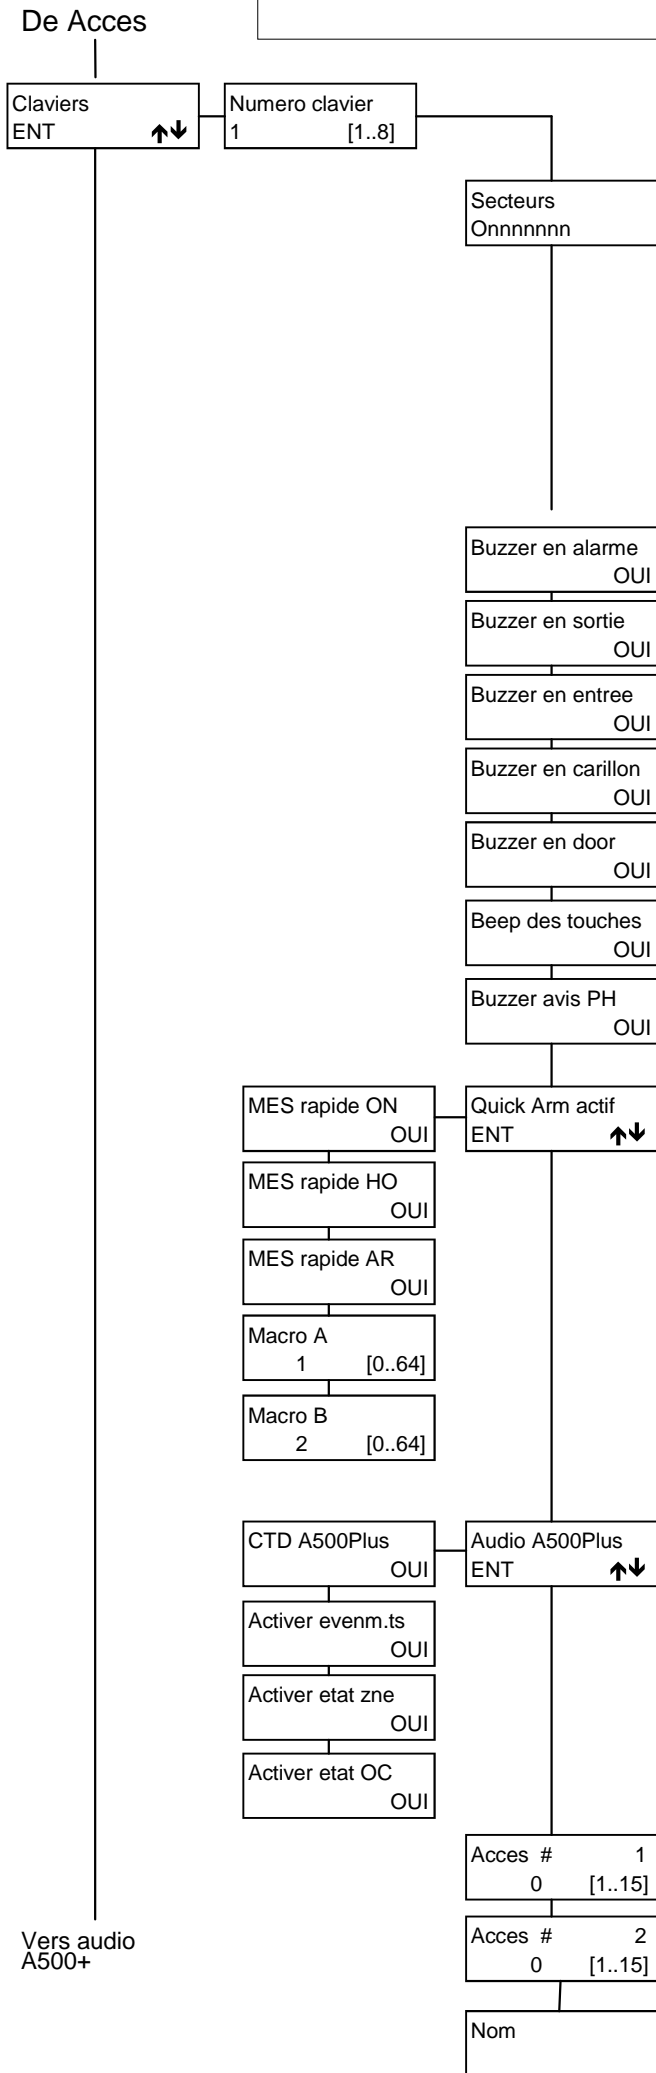 De Acces
Claviers
ENT
Numero clavier
1 [1..8]
Secteurs
Onnnnnnn
Buzzer en alarme
OUI
Buzzer en sortie
OUI
Buzzer en entree
OUI
Buzzer en carillon
OUI
Buzzer en door
OUI
Beep des touches
OUI
Buzzer avis PH
OUI
MES rapide ON
OUI
Quick Arm actif
ENT
MES rapide HO
OUI
MES rapide AR
OUI
Macro A
1 [0..64]
Macro B
2 [0..64]
CTD A500Plus
OUI
Audio A500Plus
ENT
Activer evenm.ts
OUI
Activer etat zne
OUI
Activer etat OC
OUI
Acces # 1
0 [1..15]
Acces # 2
0 [1..15]
Vers audio
A500+
Nom